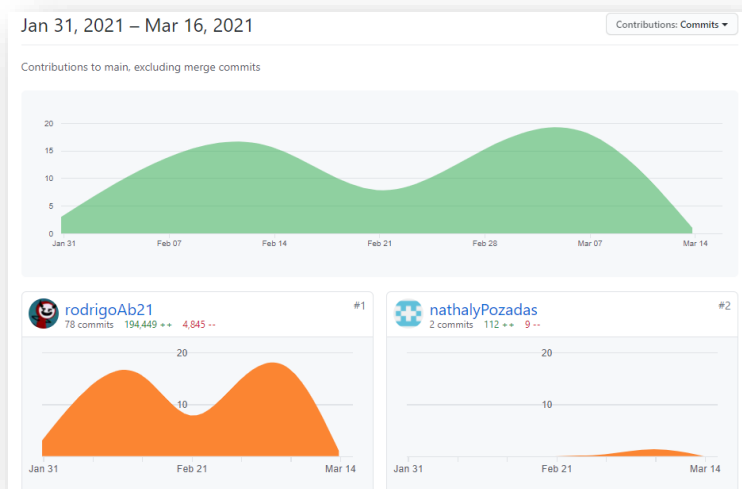 Jan 31, 2021 – Mar 16, 2021
Contributions: Commits
Contributions to main, excluding merge commits
20
15
10
5
0
Jan 31 Feb 07 Feb 14 Feb 21 Feb 28 Mar 07 Mar 14
rodrigoAb21 #1
78 commits 194,449 ++ 4,845 --
20
10
Jan 31 Feb 21 Mar 14
nathalyPozadas #2
2 commits 112 ++ 9 --
20
10
Jan 31 Feb 21 Mar 14